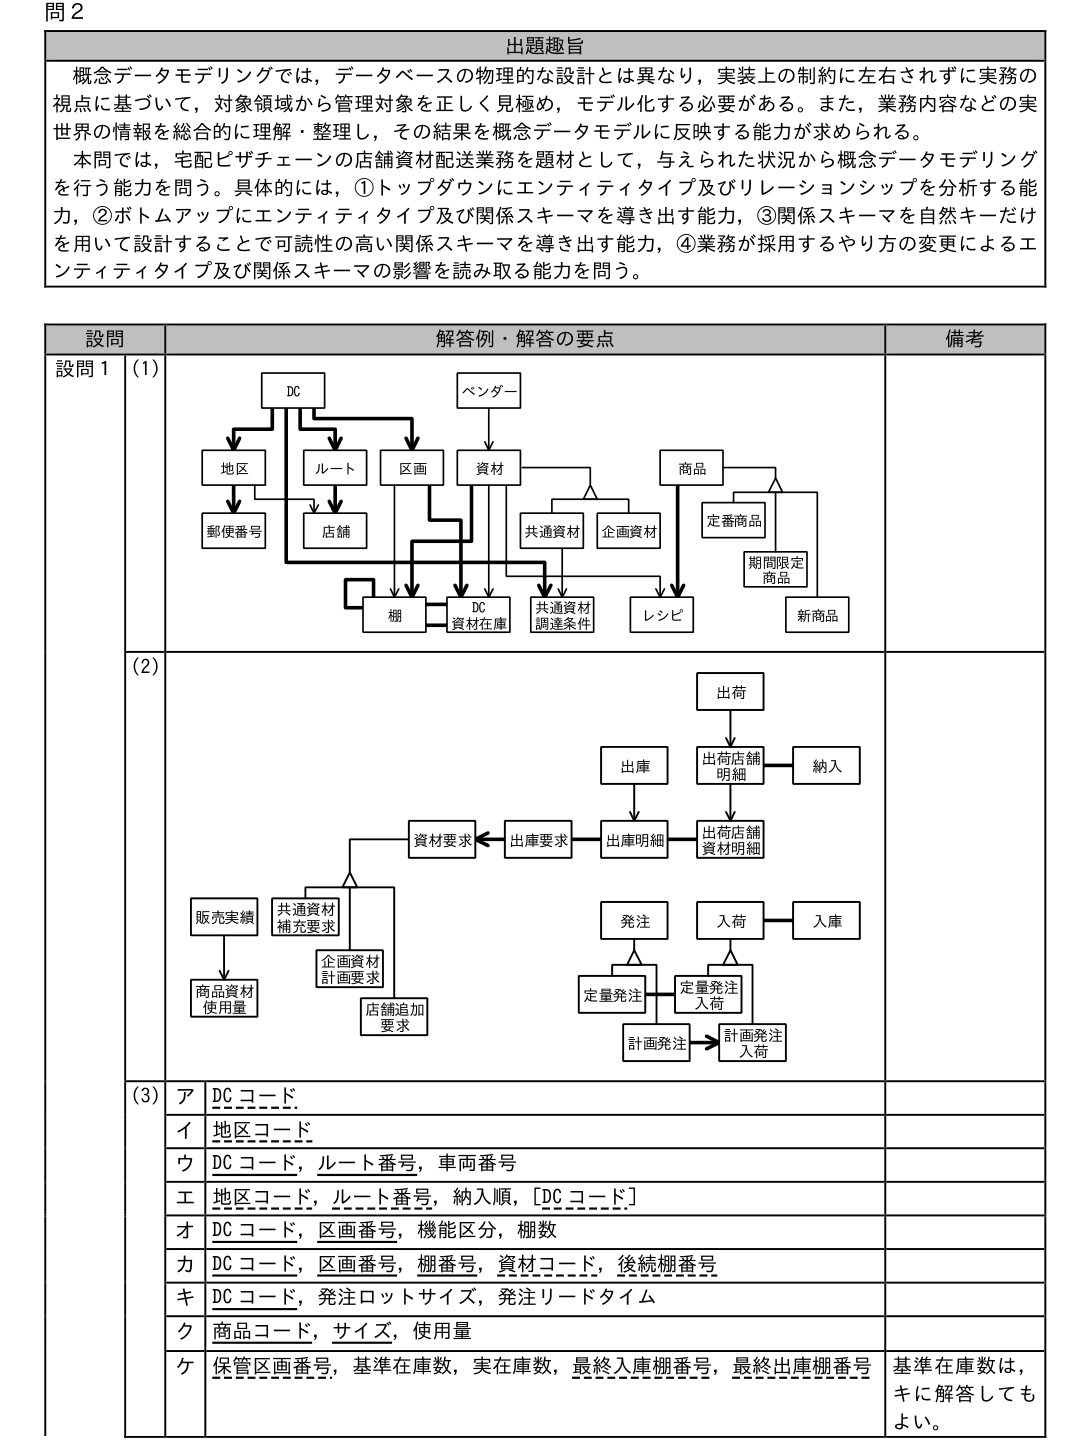 問2
出題趣旨
概念データモデリングでは，データベースの物理的な設計とは異なり，実装上の制約に左右されずに実務の
視点に基づいて，対象領域から管理対象を正しく見極め，モデル化する必要がある。また，業務内容などの実
世界の情報を総合的に理解・整理し，その結果を概念データモデルに反映する能力が求められる。
本問では，宅配ピザチェーンの店舗資材配送業務を題材として，与えられた状況から概念データモデリング
を行う能力を問う。具体的には，①トップダウンにエンティティタイプ及びリレーションシップを分析する能
力，②ボトムアップにエンティティタイプ及び関係スキーマを導き出す能力，③関係スキーマを自然キーだけ
を用いて設計することで可読性の高い関係スキーマを導き出す能力，④業務が採用するやり方の変更によるエ
ンティティタイプ及び関係スキーマの影響を読み取る能力を問う。
設問 解答例・解答の要点 備考
設問1 (1)
DC ベンダー
地区 ルート 区画 資材 商品
郵便番号 店舗 共通資材 企画資材 定番商品
期間限定
商品
棚 DC
資材在庫 共通資材
調達条件 レシピ 新商品
(2)
出荷
出庫 出荷店舗
明細 納入
資材要求 出庫要求 出庫明細 出荷店舗
資材明細
販売実績 共通資材
補充要求 発注 入荷 入庫
企画資材
計画要求
商品資材
使用量 定量発注 定量発注
入荷
店舗追加
要求
計画発注 計画発注
入荷
(3) ア DCコード
イ 地区コード
ウ DCコード，ルート番号，車両番号
エ 地区コード，ルート番号，納入順，［DCコード］
オ DCコード，区画番号，機能区分，棚数
カ DCコード，区画番号，棚番号，資材コード，後続棚番号
キ DCコード，発注ロットサイズ，発注リードタイム
ク 商品コード，サイズ，使用量
ケ 保管区画番号，基準在庫数，実在庫数，最終入庫棚番号，最終出庫棚番号 基準在庫数は，
キに解答しても
よい。